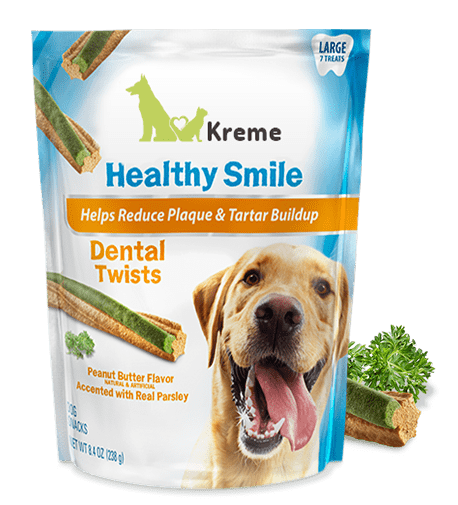 LARGE
7 TREATS
Kreme
Healthy Smile
Helps Reduce Plaque & Tartar Buildup
Dental
Twists
Peanut Butter Flavor
NATURAL & ARTIFICIAL
Accented with Real Parsley
DOG
SNACKS
NET WT 8.4 OZ (238 g)